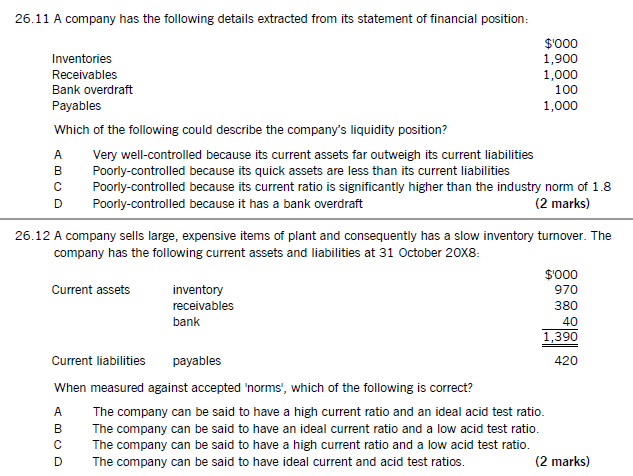 26.11 A company has the following details extracted from its statement of financial position:
$'000
Inventories 1,900
Receivables 1,000
Bank overdraft 100
Payables 1,000
Which of the following could describe the company's liquidity position?
A Very well-controlled because its current assets far outweigh its current liabilities
B Poorly-controlled because its quick assets are less than its current liabilities
C Poorly-controlled because its current ratio is significantly higher than the industry norm of 1.8
D Poorly-controlled because it has a bank overdraft (2 marks)
26.12 A company sells large, expensive items of plant and consequently has a slow inventory turnover. The
company has the following current assets and liabilities at 31 October 20X8:
$'000
Current assets inventory 970
receivables 380
bank 40
1,390
Current liabilities payables 420
When measured against accepted 'norms', which of the following is correct?
A The company can be said to have a high current ratio and an ideal acid test ratio.
B The company can be said to have an ideal current ratio and a low acid test ratio.
C The company can be said to have a high current ratio and a low acid test ratio.
D The company can be said to have ideal current and acid test ratios. (2 marks)